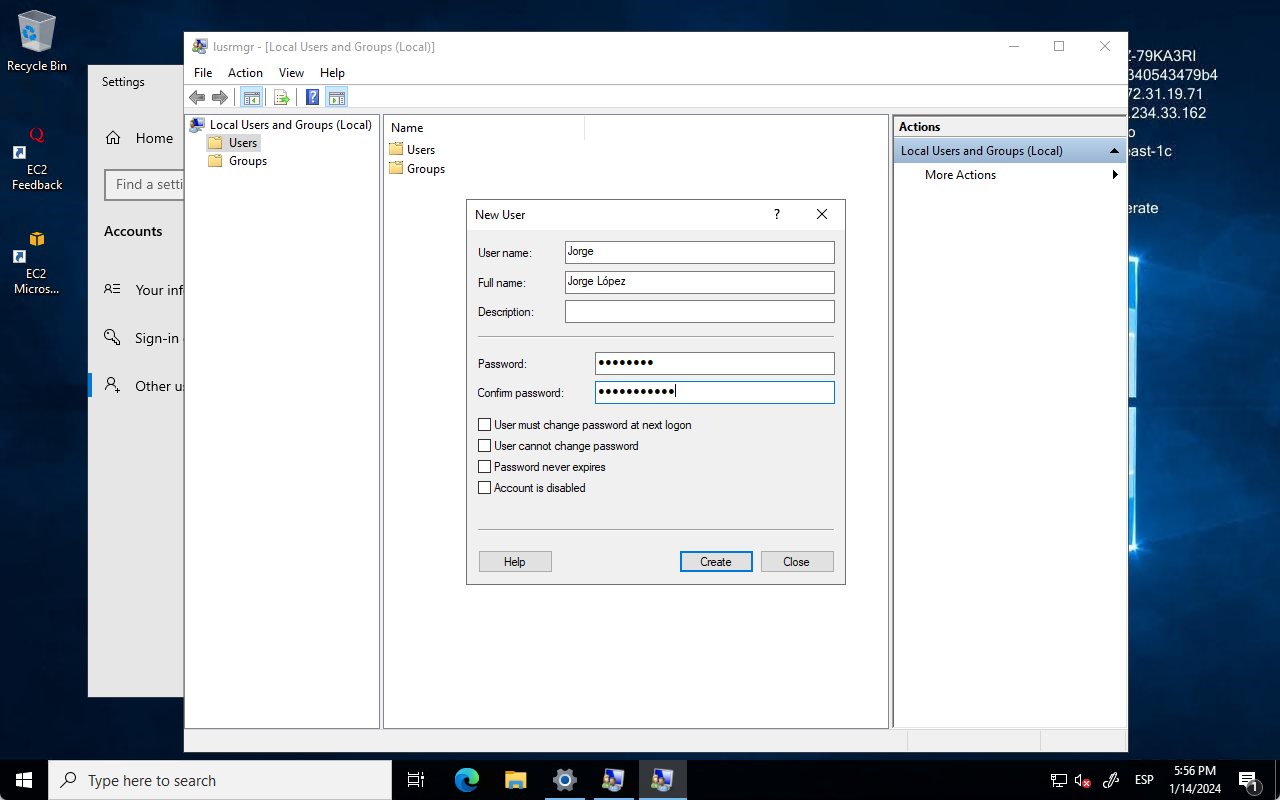 Recycle Bin
EC2
Feedback
EC2
Micros...
Settings
Home
Find a setti
Accounts
Your inf
Sign-in
Other us
lusrmgr - [Local Users and Groups (Local)]
File Action View Help
Local Users and Groups (Local)
Users
Groups
Name
Users
Groups
Actions
Local Users and Groups (Local)
More Actions
New User
?
User name:
Jorge
Full name:
Jorge López
Description:
Password:
••••••••
Confirm password:
•••••••••••
User must change password at next logon
User cannot change password
Password never expires
Account is disabled
Help
Create
Close
Z-79KA3RI
340543479b4
72.31.19.71
.234.33.162
o
east-1c
erate
Type here to search
ESP
5:56 PM
1/14/2024
1